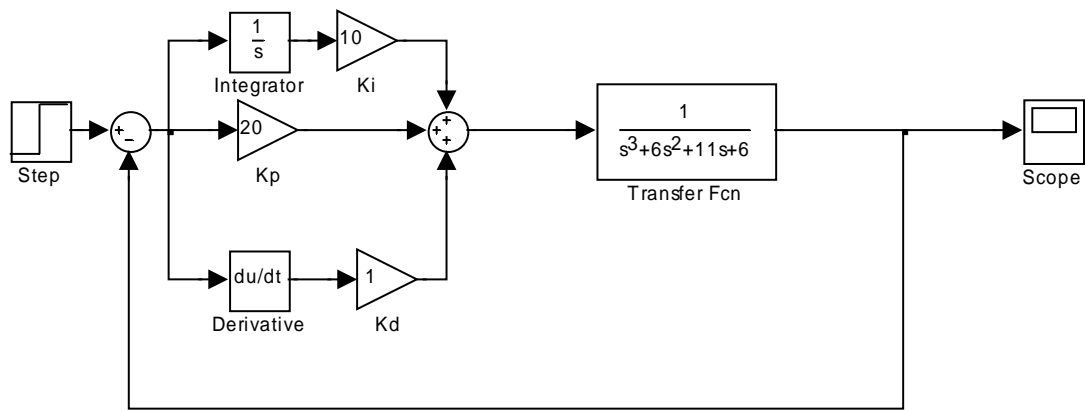 1
s
Integrator
10
Ki
Step
+
−
20
Kp
+
+
+
1
s³+6s²+11s+6
Transfer Fcn
Scope
du/dt
Derivative
1
Kd